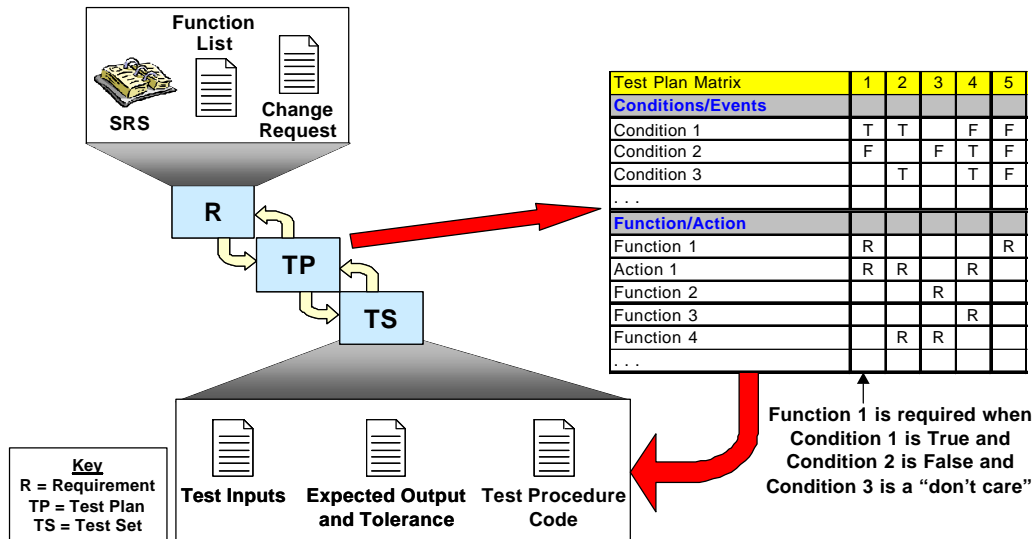 Function
List
SRS
Change
Request
R
TP
TS
Test Plan Matrix 1 2 3 4 5
Conditions/Events
Condition 1 T T F F
Condition 2 F F T F
Condition 3 T T F
. . .
Function/Action
Function 1 R R
Action 1 R R R
Function 2 R
Function 3 R
Function 4 R R
. . .
Function 1 is required when
Condition 1 is True and
Condition 2 is False and
Condition 3 is a “don’t care”
Test Inputs
Expected Output
and Tolerance
Test Procedure
Code
Key
R = Requirement
TP = Test Plan
TS = Test Set